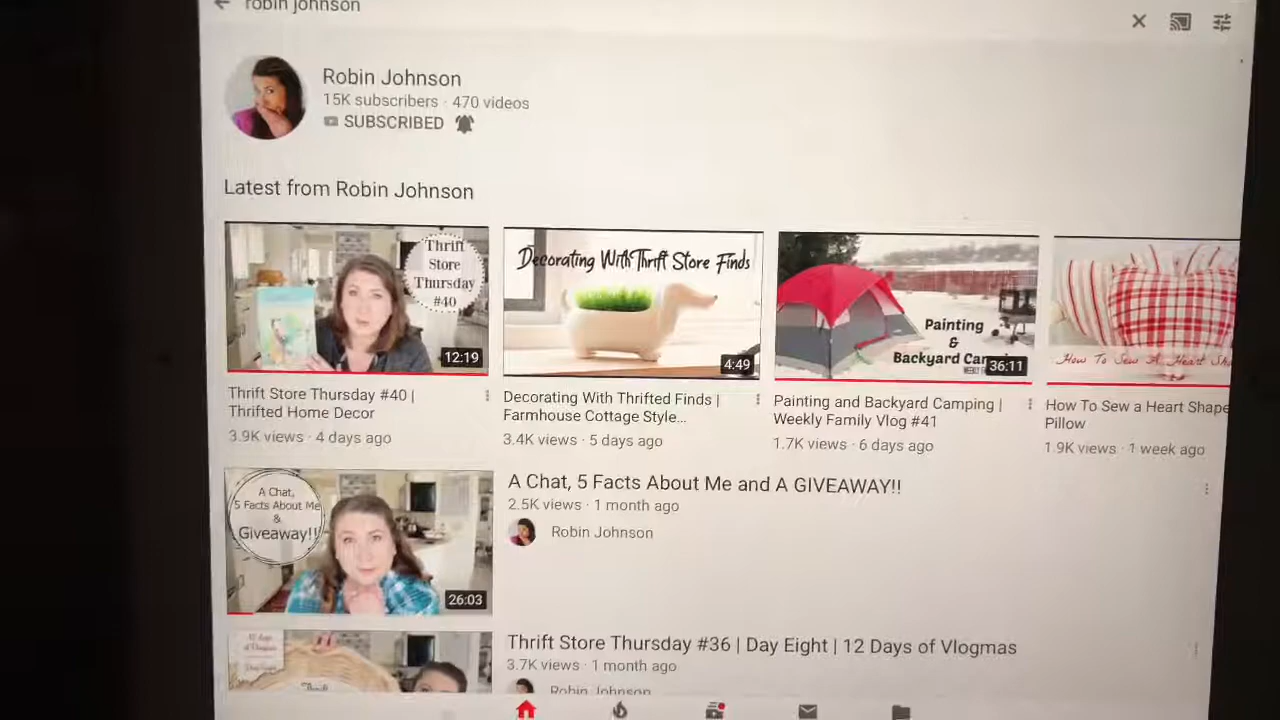 robin johnson
Robin Johnson
15K subscribers · 470 videos
SUBSCRIBED
Latest from Robin Johnson
Thrift
Store
Thursday
#40
12:19
Thrift Store Thursday #40 |
Thrifted Home Decor
3.9K views · 4 days ago
Decorating With Thrift Store Finds
4:49
Decorating With Thrifted Finds |
Farmhouse Cottage Style...
3.4K views · 5 days ago
Painting
&
Backyard Cam
36:11
Painting and Backyard Camping |
Weekly Family Vlog #41
1.7K views · 6 days ago
How To Sew A Heart Sha
How To Sew a Heart Shape
Pillow
1.9K views · 1 week ago
A Chat,
5 Facts About Me
&
Giveaway!!
26:03
A Chat, 5 Facts About Me and A GIVEAWAY!!
2.5K views · 1 month ago
Robin Johnson
Thrift Store Thursday #36 | Day Eight | 12 Days of Vlogmas
3.7K views · 1 month ago
Robin Johnson